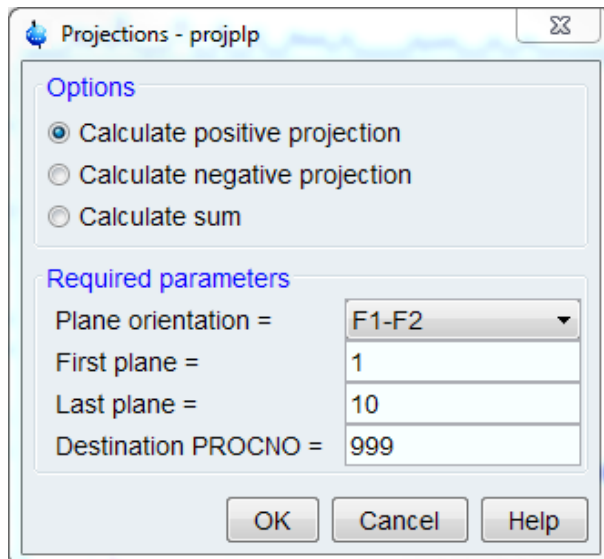 Projections - projplp
Options
Calculate positive projection
Calculate negative projection
Calculate sum
Required parameters
Plane orientation = F1-F2
First plane = 1
Last plane = 10
Destination PROCNO = 999
OK Cancel Help